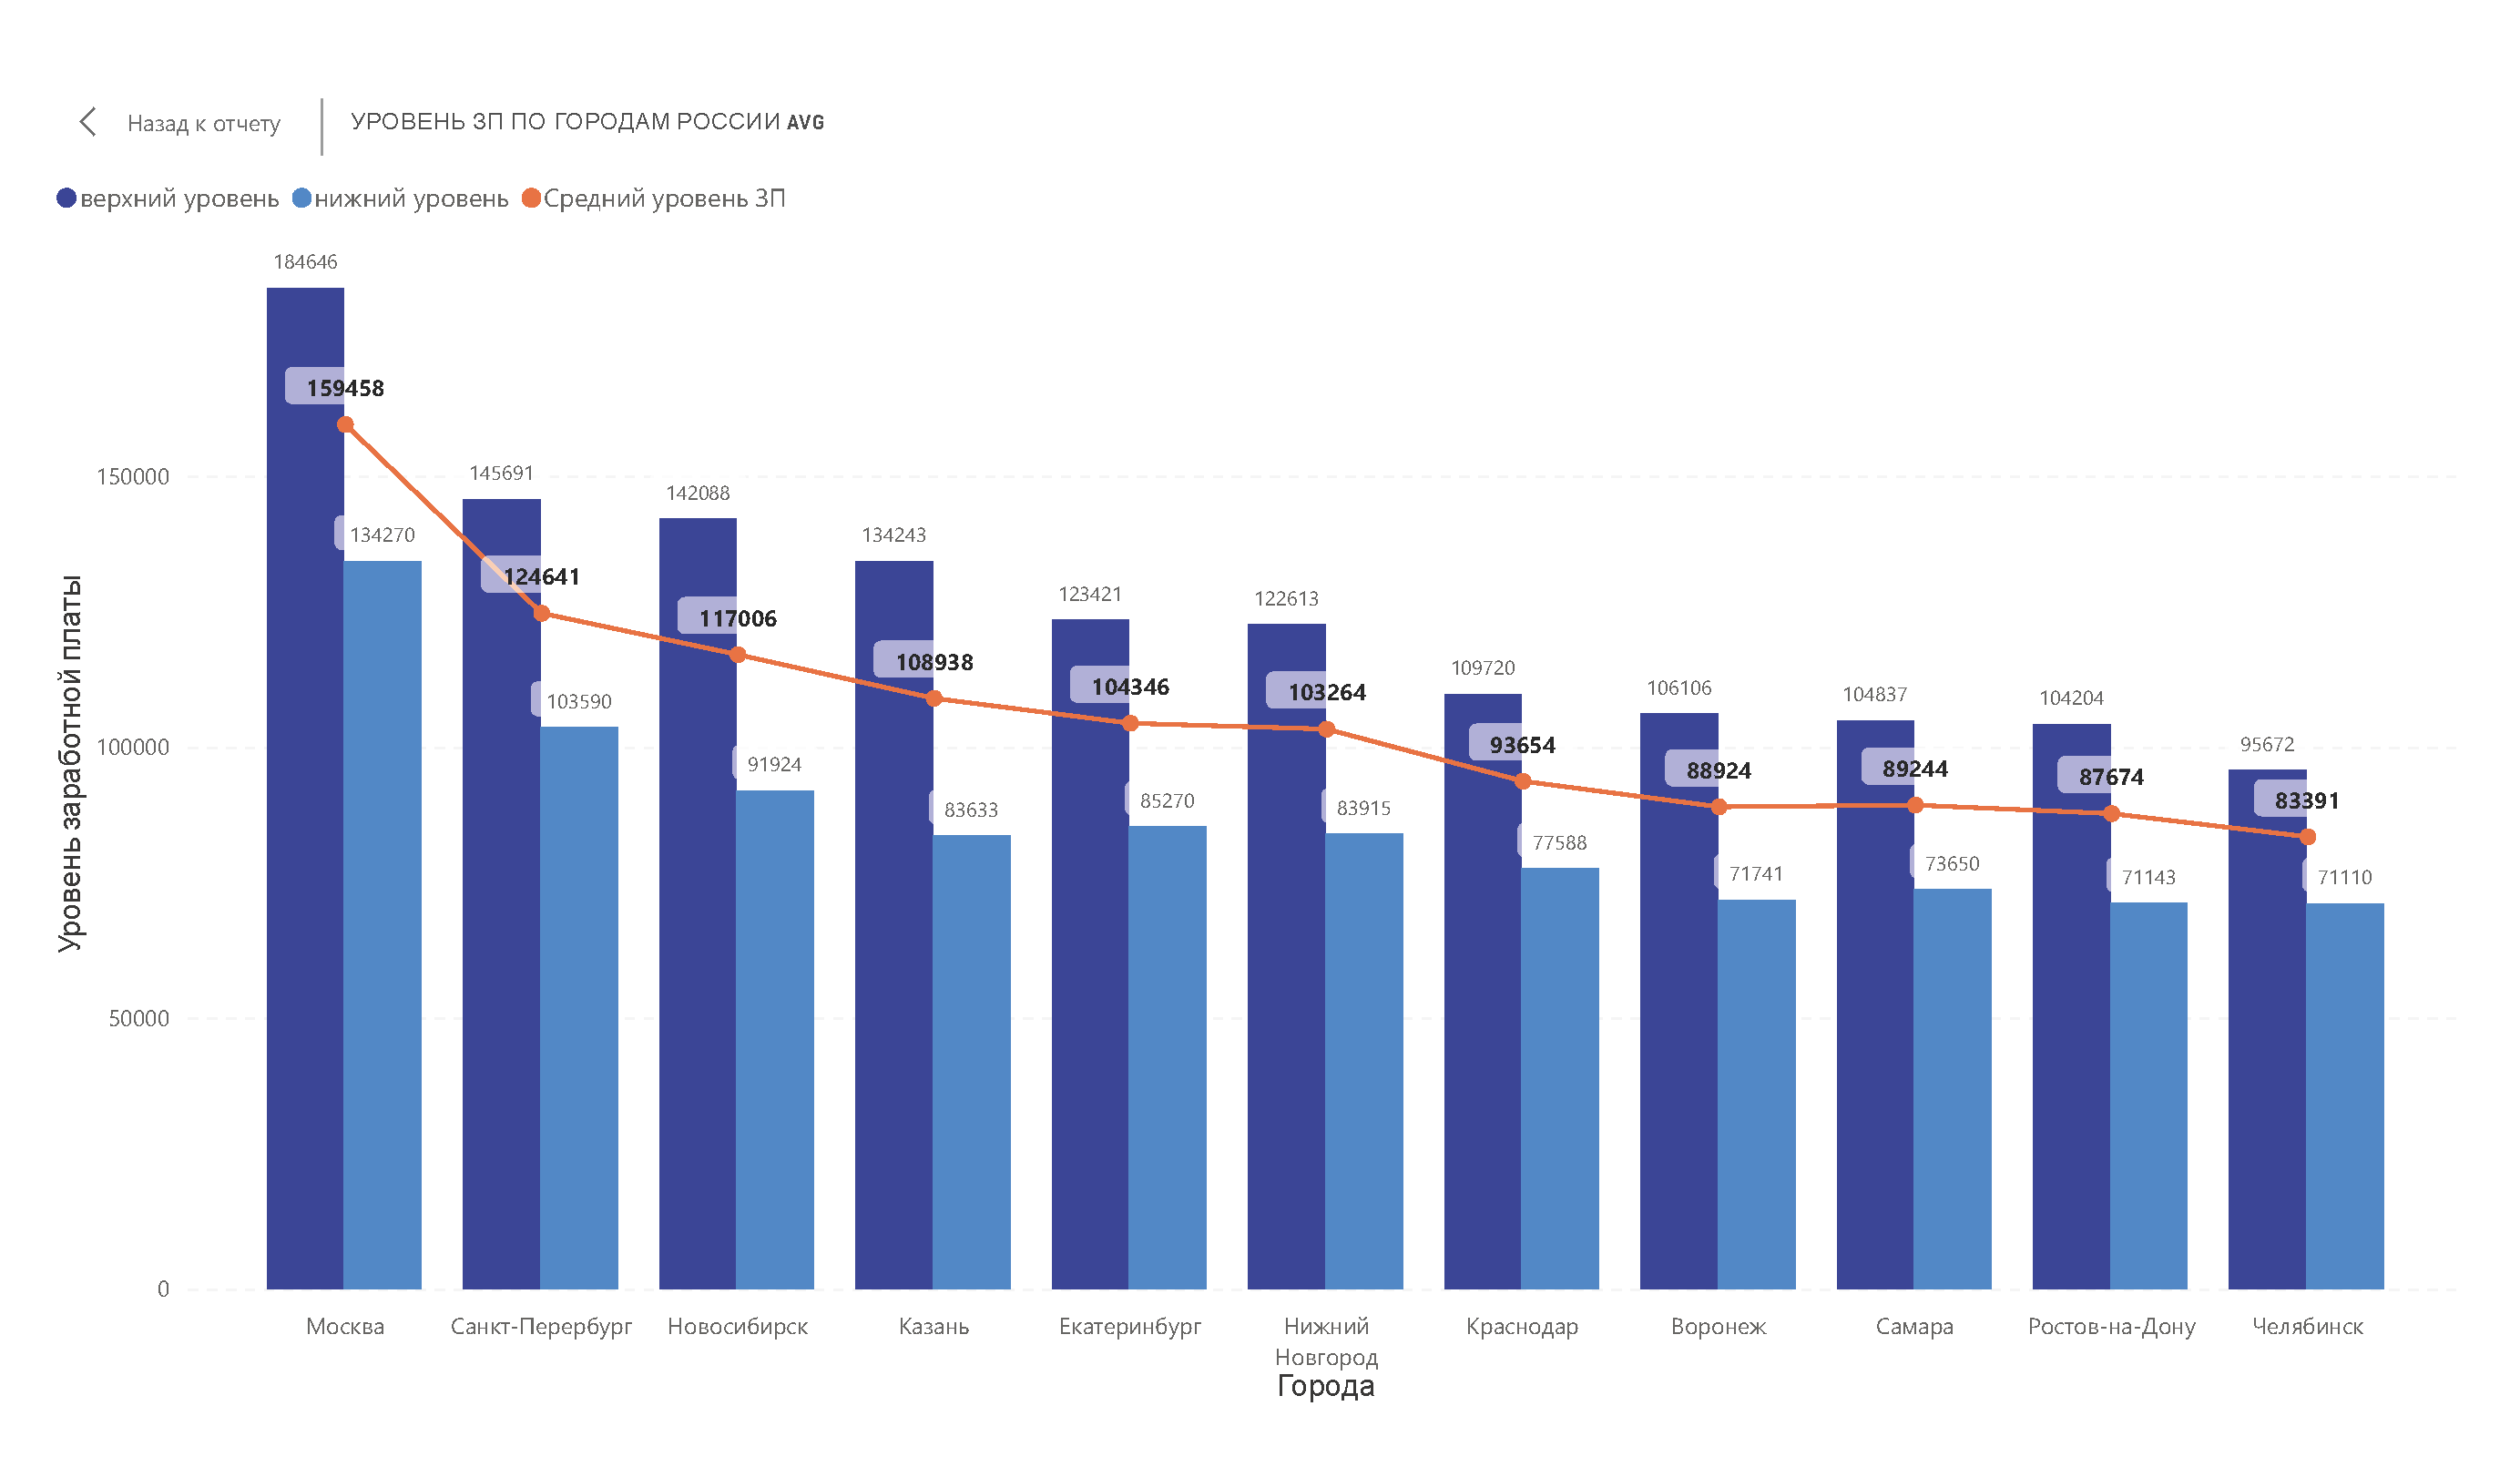 Назад к отчету
УРОВЕНЬ ЗП ПО ГОРОДАМ РОССИИ AVG
верхний уровень нижний уровень Средний уровень ЗП
184646
159458
134270
145691
124641
103590
142088
117006
91924
134243
108938
83633
123421
104346
85270
122613
103264
83915
109720
93654
77588
106106
88924
71741
104837
89244
73650
104204
87674
71143
95672
83391
71110
150000
100000
50000
0
Уровень заработной платы
Москва
Санкт-Перербург
Новосибирск
Казань
Екатеринбург
Нижний
Новгород
Краснодар
Воронеж
Самара
Ростов-на-Дону
Челябинск
Города